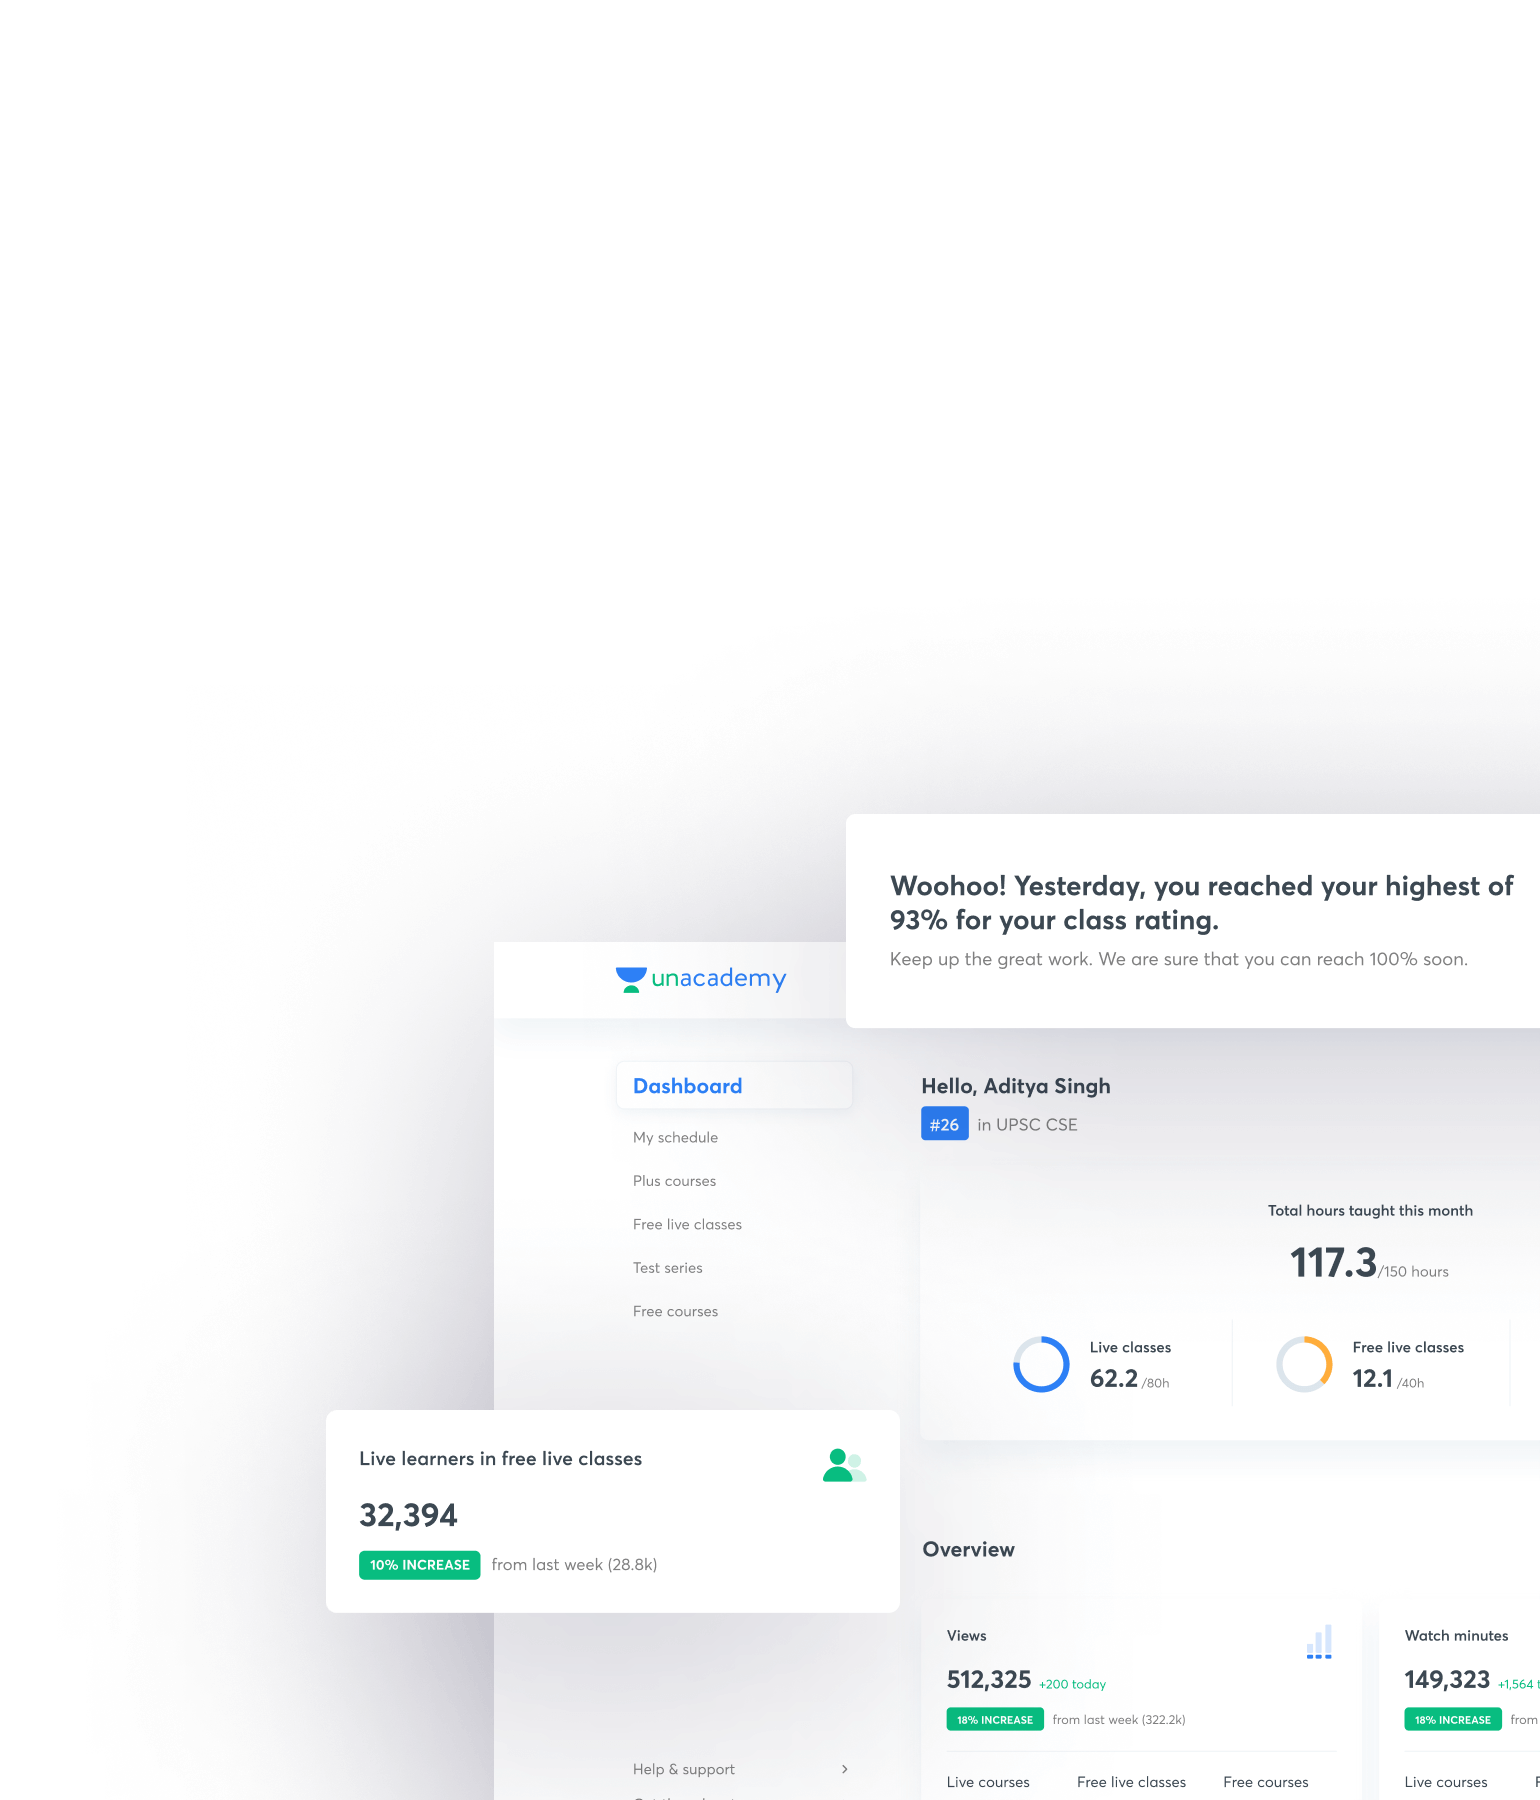 Woohoo! Yesterday, you reached your highest of
93% for your class rating.
Keep up the great work. We are sure that you can reach 100% soon.
unacademy
Dashboard
My schedule
Plus courses
Free live classes
Test series
Free courses
Hello, Aditya Singh
#26 in UPSC CSE
Total hours taught this month
117.3/150 hours
Live classes
62.2 /80h
Free live classes
12.1 /40h
Live learners in free live classes
32,394
10% INCREASE from last week (28.8k)
Overview
Views
512,325 +200 today
18% INCREASE from last week (322.2k)
Live courses Free live classes Free courses
Watch minutes
149,323 +1,564
18% INCREASE from
Live courses
Help & support